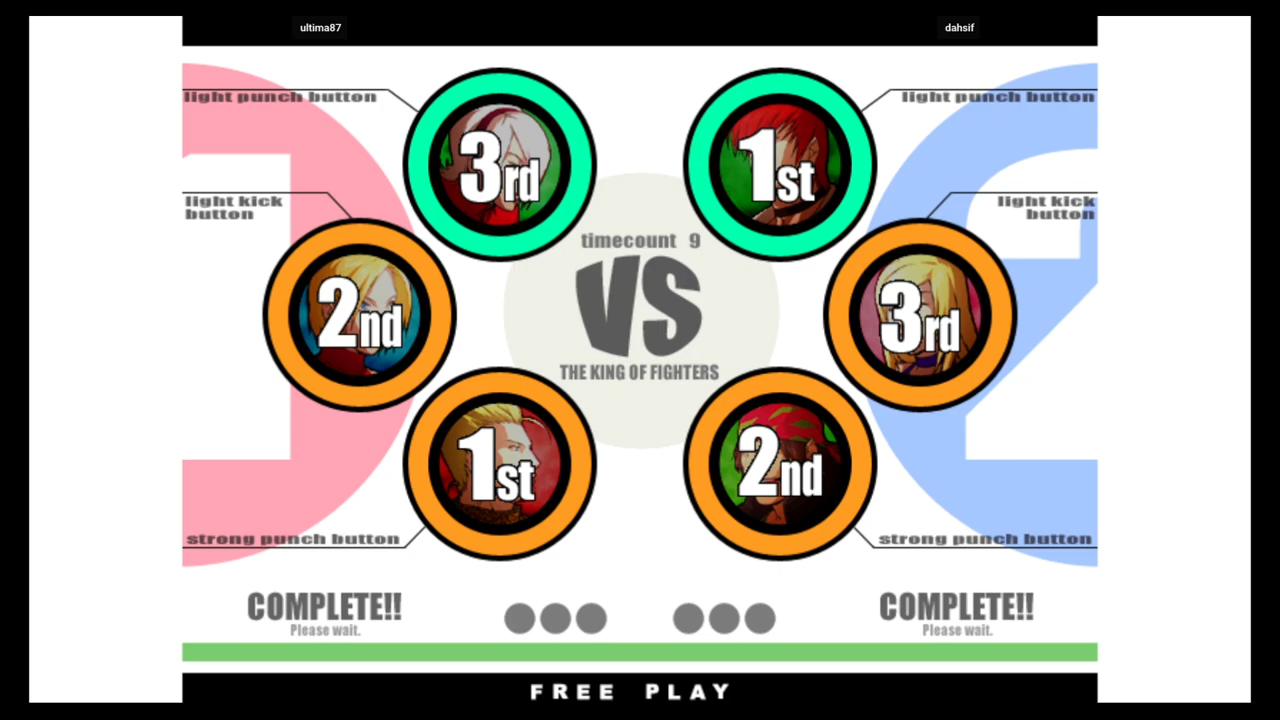 ultima87
dahsif
light punch button
light punch button
3rd
1st
light kick
button
light kick
button
timecount 9
VS
THE KING OF FIGHTERS
2nd
3rd
1st
2nd
strong punch button
strong punch button
COMPLETE!!
Please wait.
COMPLETE!!
Please wait.
FREE PLAY